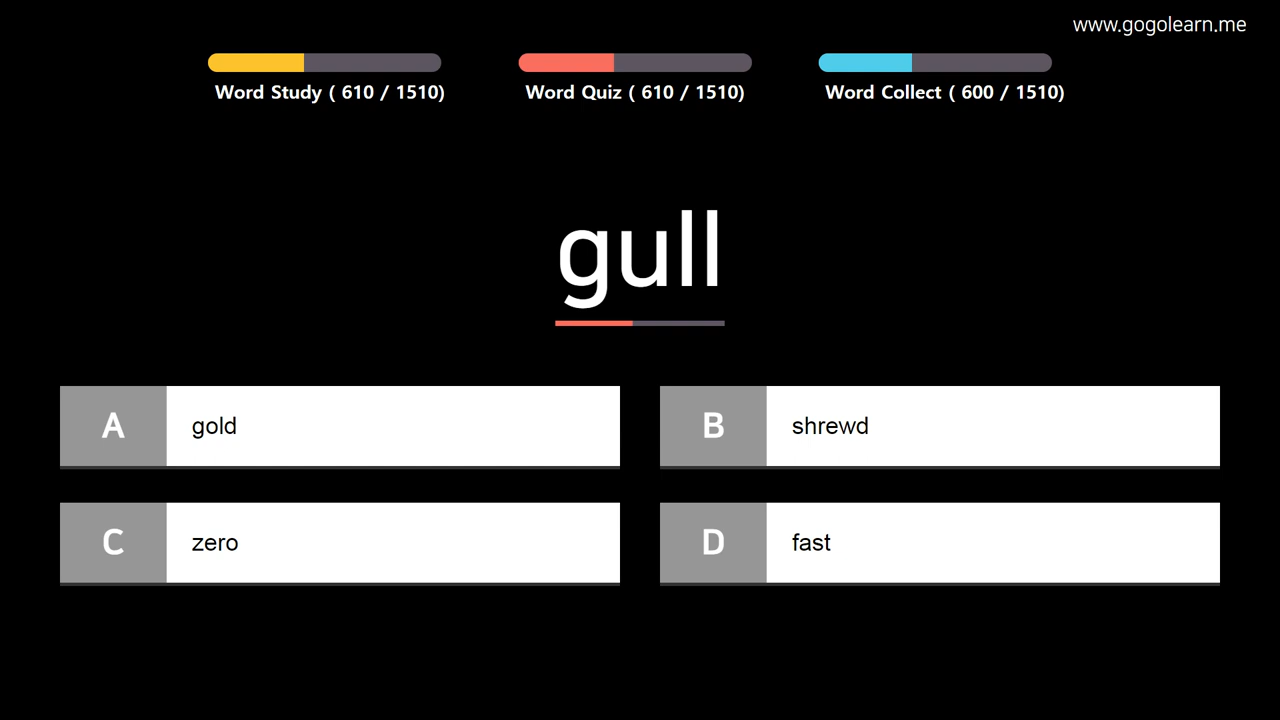 www.gogolearn.me
Word Study ( 610 / 1510)
Word Quiz ( 610 / 1510)
Word Collect ( 600 / 1510)
gull
A
gold
B
shrewd
C
zero
D
fast